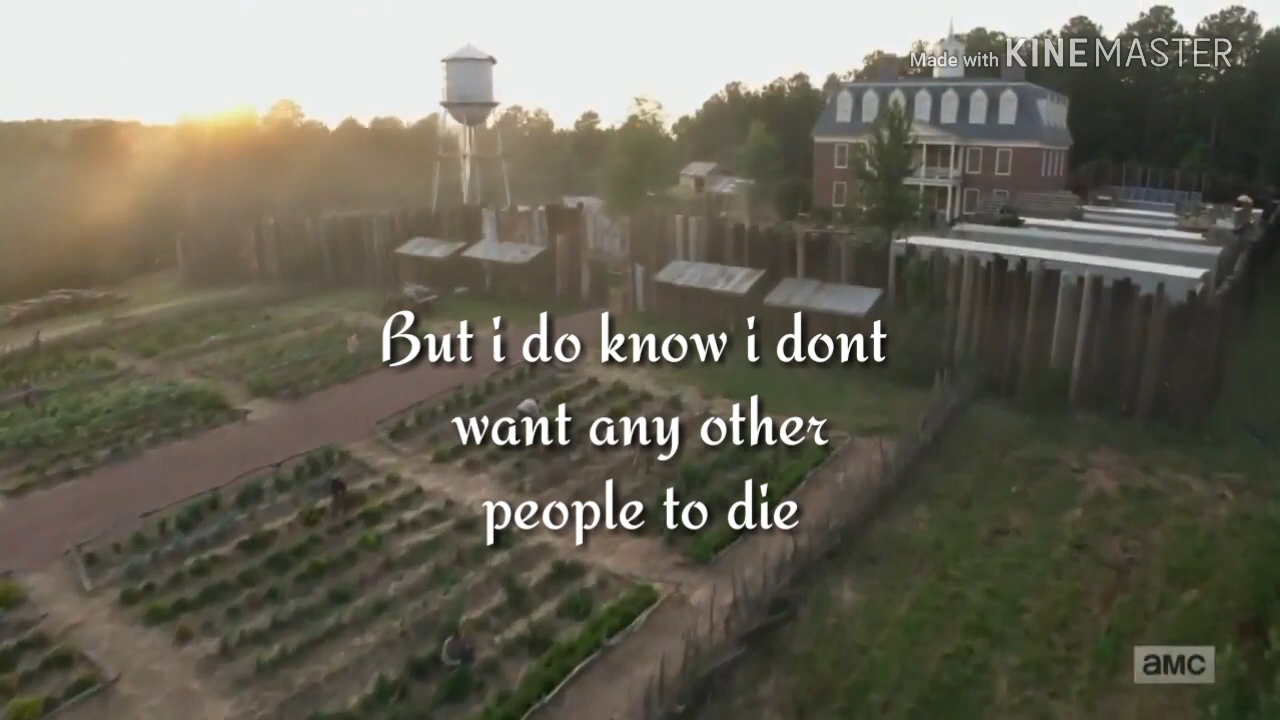 Made with KINEMASTER
But i do know i dont
want any other
people to die
amc